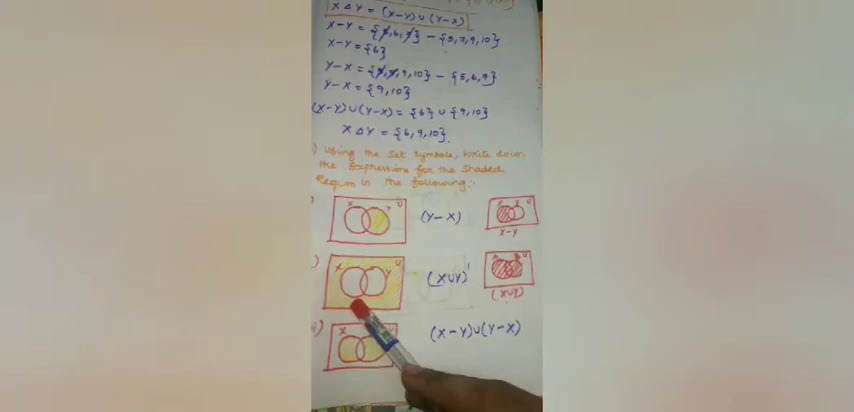 X Δ Y = (X-Y) ∪ (Y-X)
X-Y = {5,6,7} - {5,7,9,10}
X-Y = {6}
Y-X = {5,7,9,10} - {5,6,7}
Y-X = {9,10}
(X-Y) ∪ (Y-X) = {6} ∪ {9,10}
X Δ Y = {6,9,10}.
) Using the Set Symbols, Write down
the Expressions for the Shaded
Region in the following:-
X Y U (Y-X) X Y U
X-Y
X Y U (X∪Y)' U
(X∪Y)
) X (X-Y)∪(Y-X)